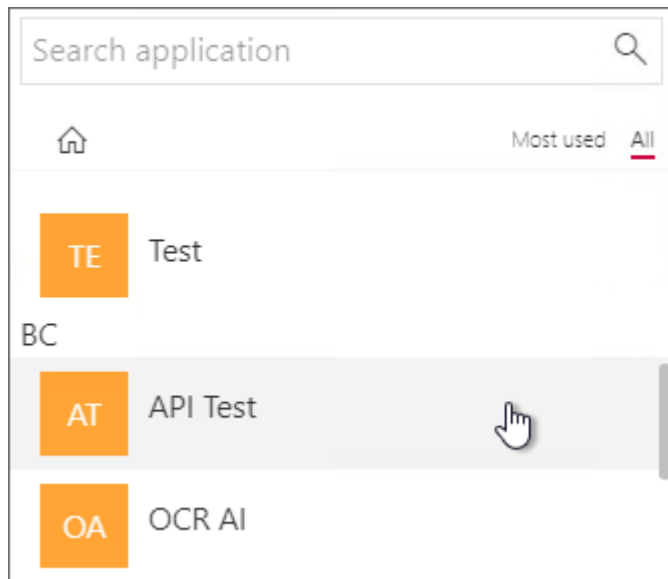 Search application
Most used All
TE Test
BC
AT API Test
OA OCR AI